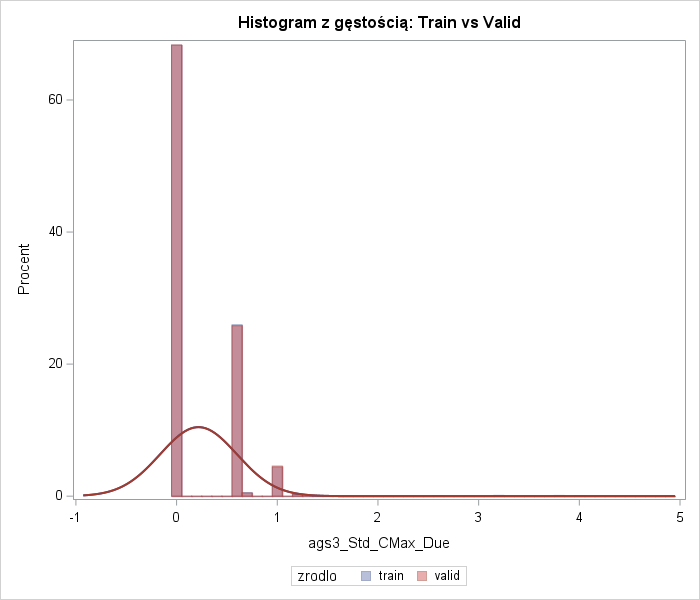 Histogram z gęstością: Train vs Valid
60
40
20
0
Procent
-1 0 1 2 3 4 5
ags3_Std_CMax_Due
zrodlo train valid